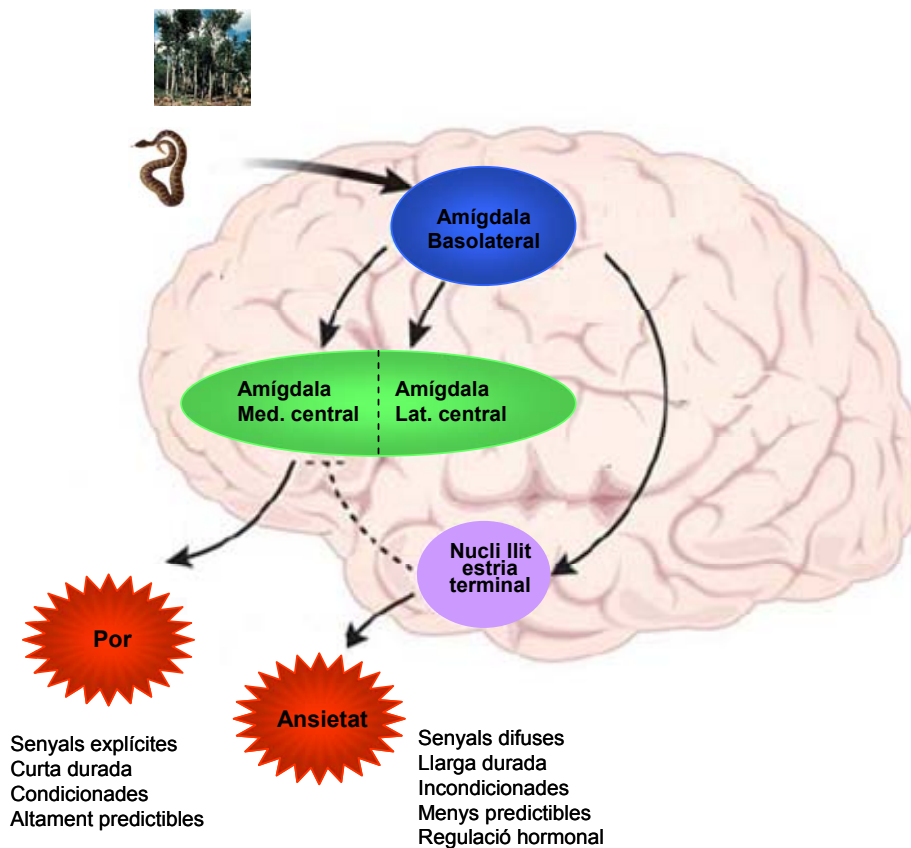 Amígdala
Basolateral
Amígdala
Med. central
Amígdala
Lat. central
Nucli llit
estria
terminal
Por
Ansietat
Senyals explícites
Curta durada
Condicionades
Altament predictibles
Senyals difuses
Llarga durada
Incondicionades
Menys predictibles
Regulació hormonal